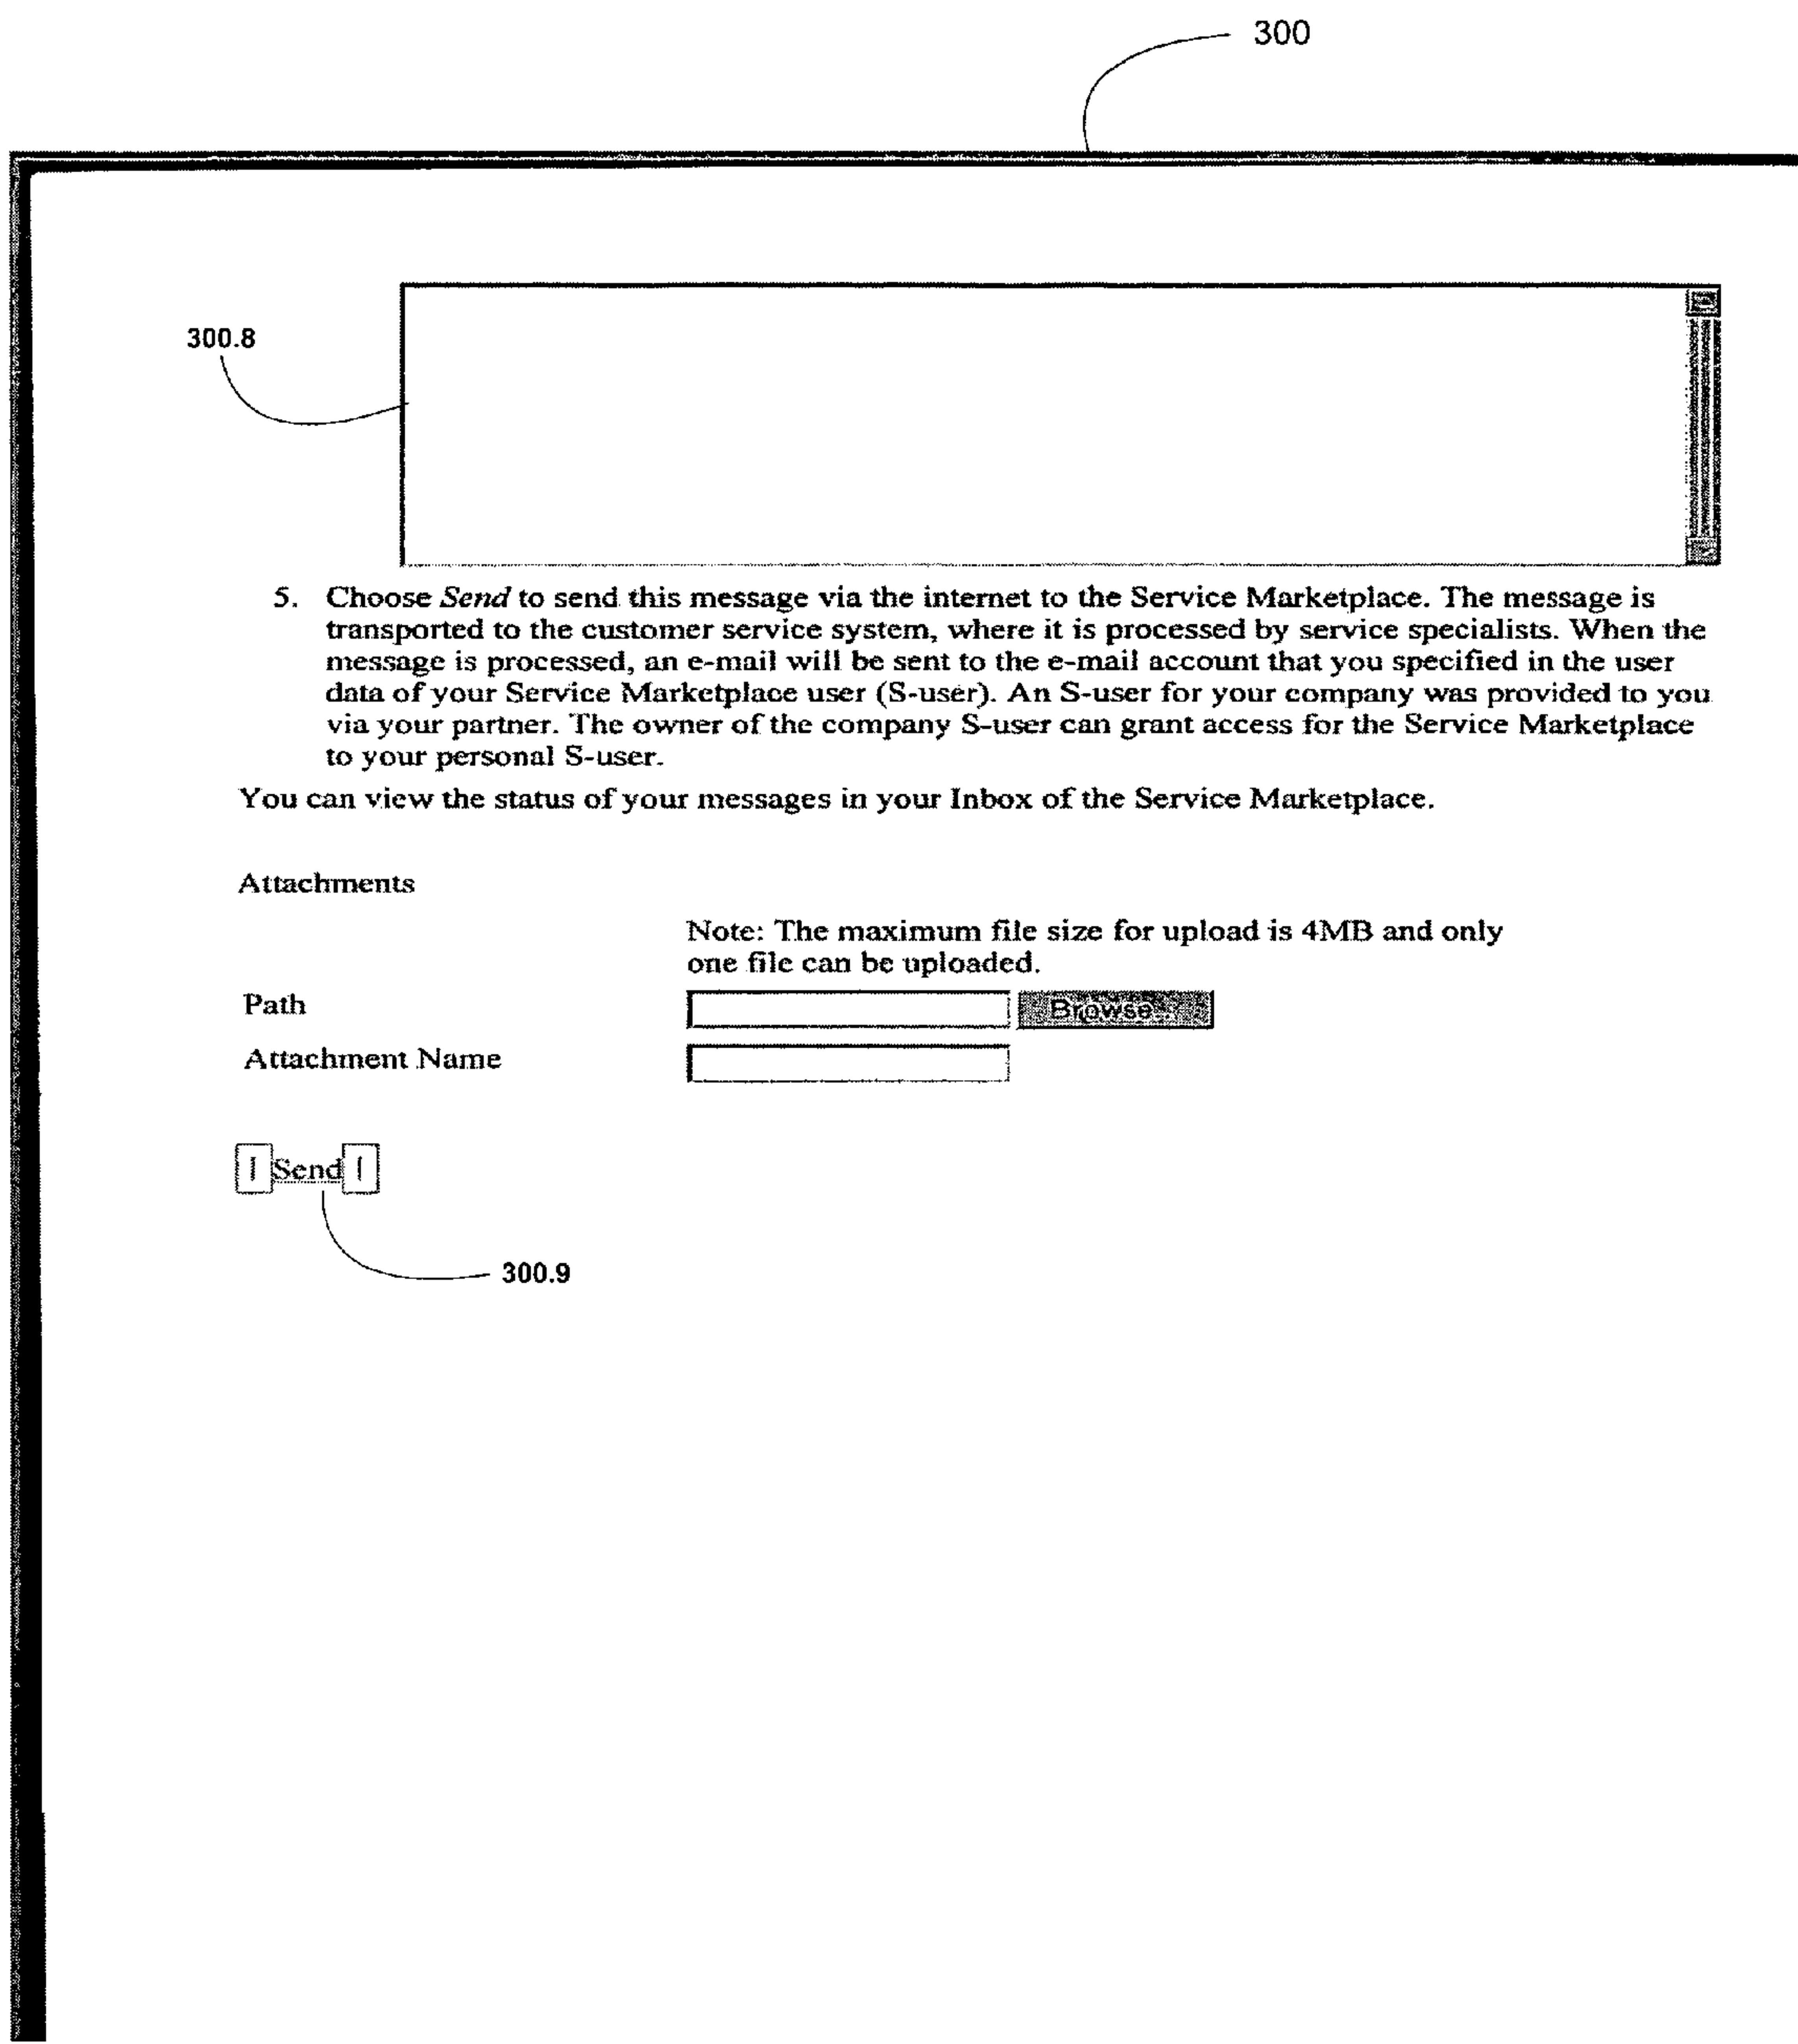 300
300.8
5. Choose Send to send this message via the internet to the Service Marketplace. The message is
transported to the customer service system, where it is processed by service specialists. When the
message is processed, an e-mail will be sent to the e-mail account that you specified in the user
data of your Service Marketplace user (S-user). An S-user for your company was provided to you
via your partner. The owner of the company S-user can grant access for the Service Marketplace
to your personal S-user.
You can view the status of your messages in your Inbox of the Service Marketplace.
Attachments
Note: The maximum file size for upload is 4MB and only
one file can be uploaded.
Path
Browse...
Attachment Name
| Send |
300.9